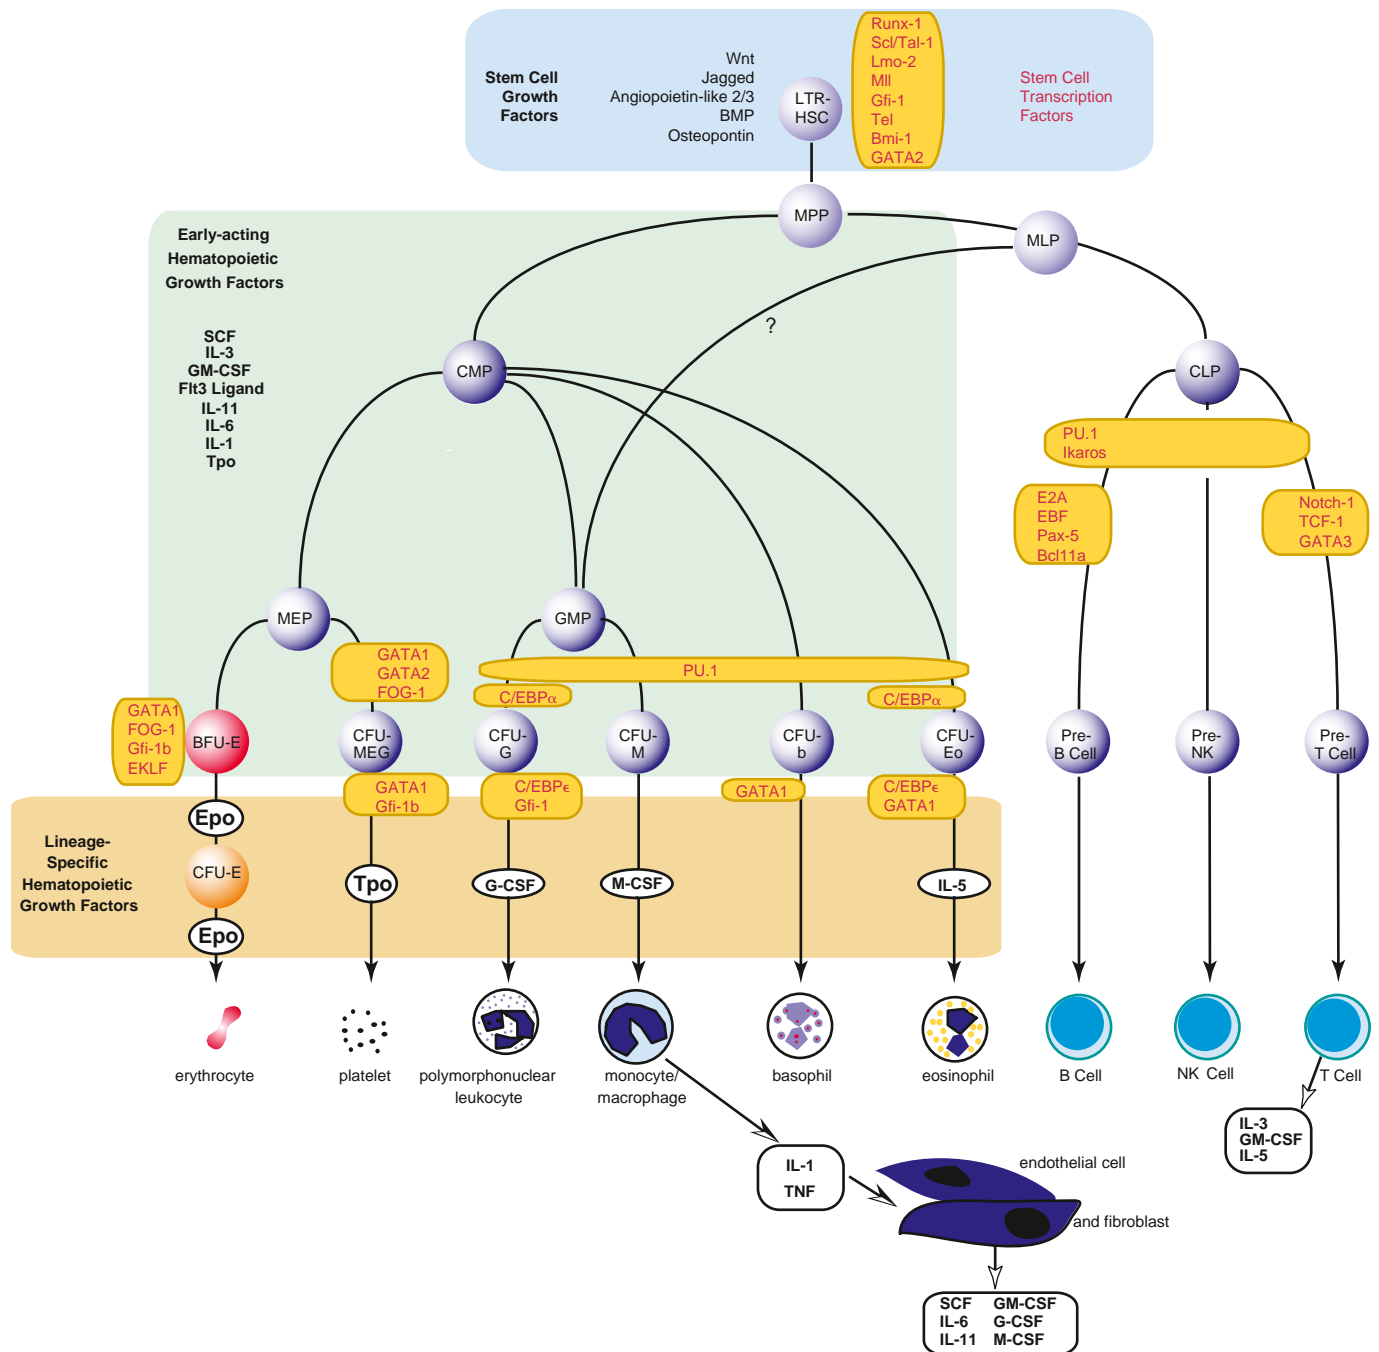 Stem Cell
Growth
Factors
Wnt
Jagged
Angiopoietin-like 2/3
BMP
Osteopontin
LTR-
HSC
Runx-1
Scl/Tal-1
Lmo-2
Mll
Gfi-1
Tel
Bmi-1
GATA2
Stem Cell
Transcription
Factors
MPP
MLP
Early-acting
Hematopoietic
Growth Factors
SCF
IL-3
GM-CSF
Flt3 Ligand
IL-11
IL-6
IL-1
Tpo
?
CMP
CLP
PU.1
Ikaros
E2A
EBF
Pax-5
Bcl11a
Notch-1
TCF-1
GATA3
MEP
GMP
GATA1
GATA2
FOG-1
PU.1
C/EBPα
C/EBPα
GATA1
FOG-1
Gfi-1b
EKLF
BFU-E
CFU-
MEG
CFU-
G
CFU-
M
CFU-
b
CFU-
Eo
Pre-
B Cell
Pre-
NK
Pre-
T Cell
GATA1
Gfi-1b
C/EBPϵ
Gfi-1
GATA1
C/EBPϵ
GATA1
Lineage-
Specific
Hematopoietic
Growth Factors
Epo
CFU-E
Epo
Tpo
G-CSF
M-CSF
IL-5
erythrocyte
platelet
polymorphonuclear
leukocyte
monocyte/
macrophage
basophil
eosinophil
B Cell
NK Cell
T Cell
IL-3
GM-CSF
IL-5
IL-1
TNF
endothelial cell
and fibroblast
SCF GM-CSF
IL-6 G-CSF
IL-11 M-CSF